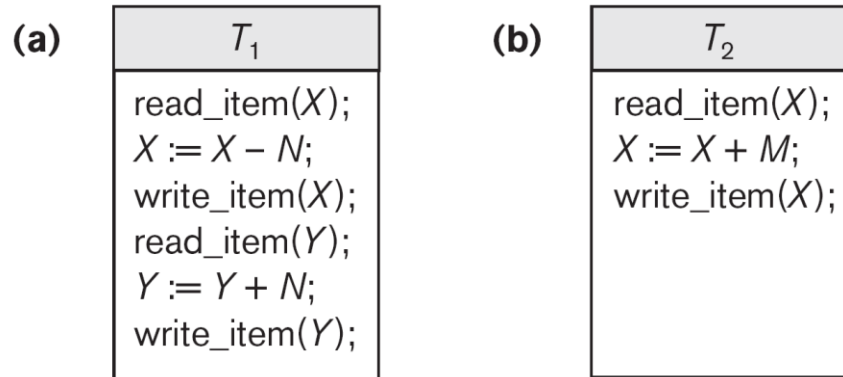 (a)
T₁
read_item(X);
X := X – N;
write_item(X);
read_item(Y);
Y := Y + N;
write_item(Y);
(b)
T₂
read_item(X);
X := X + M;
write_item(X);